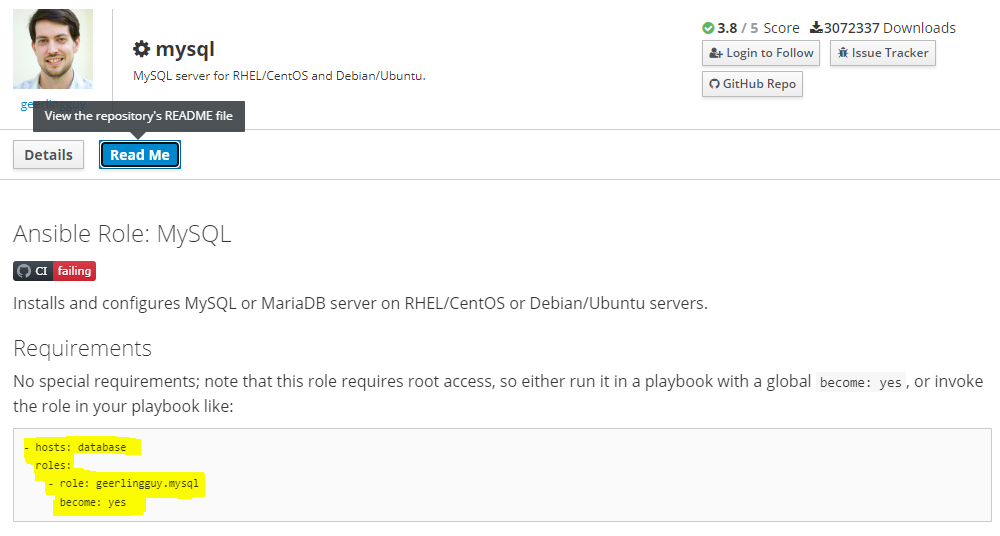 mysql
MySQL server for RHEL/CentOS and Debian/Ubuntu.
3.8 / 5 Score 3072337 Downloads
Login to Follow Issue Tracker
GitHub Repo
geerlingguy
View the repository's README file
Details Read Me
Ansible Role: MySQL
CI failing
Installs and configures MySQL or MariaDB server on RHEL/CentOS or Debian/Ubuntu servers.
Requirements
No special requirements; note that this role requires root access, so either run it in a playbook with a global become: yes, or invoke
the role in your playbook like:
- hosts: database
  roles:
    - role: geerlingguy.mysql
      become: yes